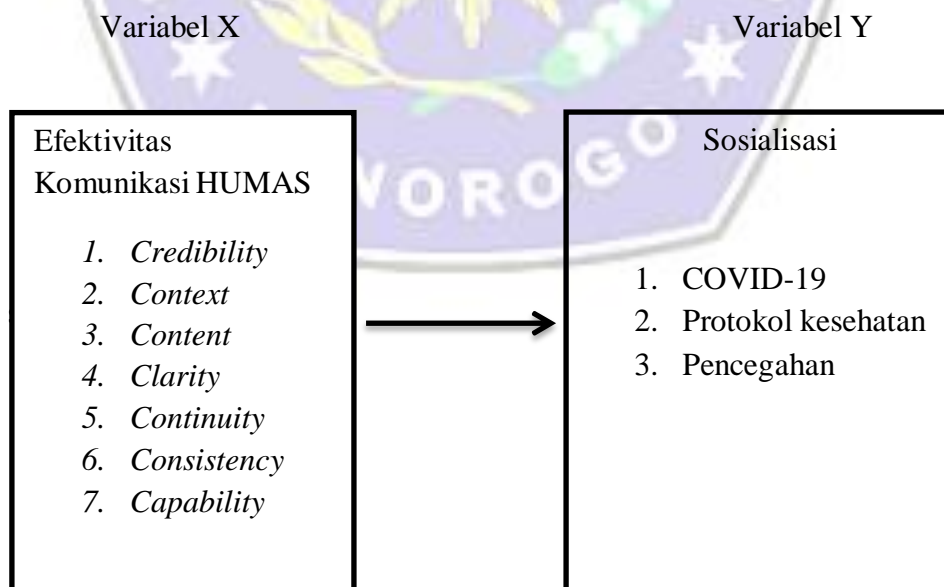 Variabel X
Variabel Y
Efektivitas
Komunikasi HUMAS
1. Credibility
2. Context
3. Content
4. Clarity
5. Continuity
6. Consistency
7. Capability
Sosialisasi
1. COVID-19
2. Protokol kesehatan
3. Pencegahan